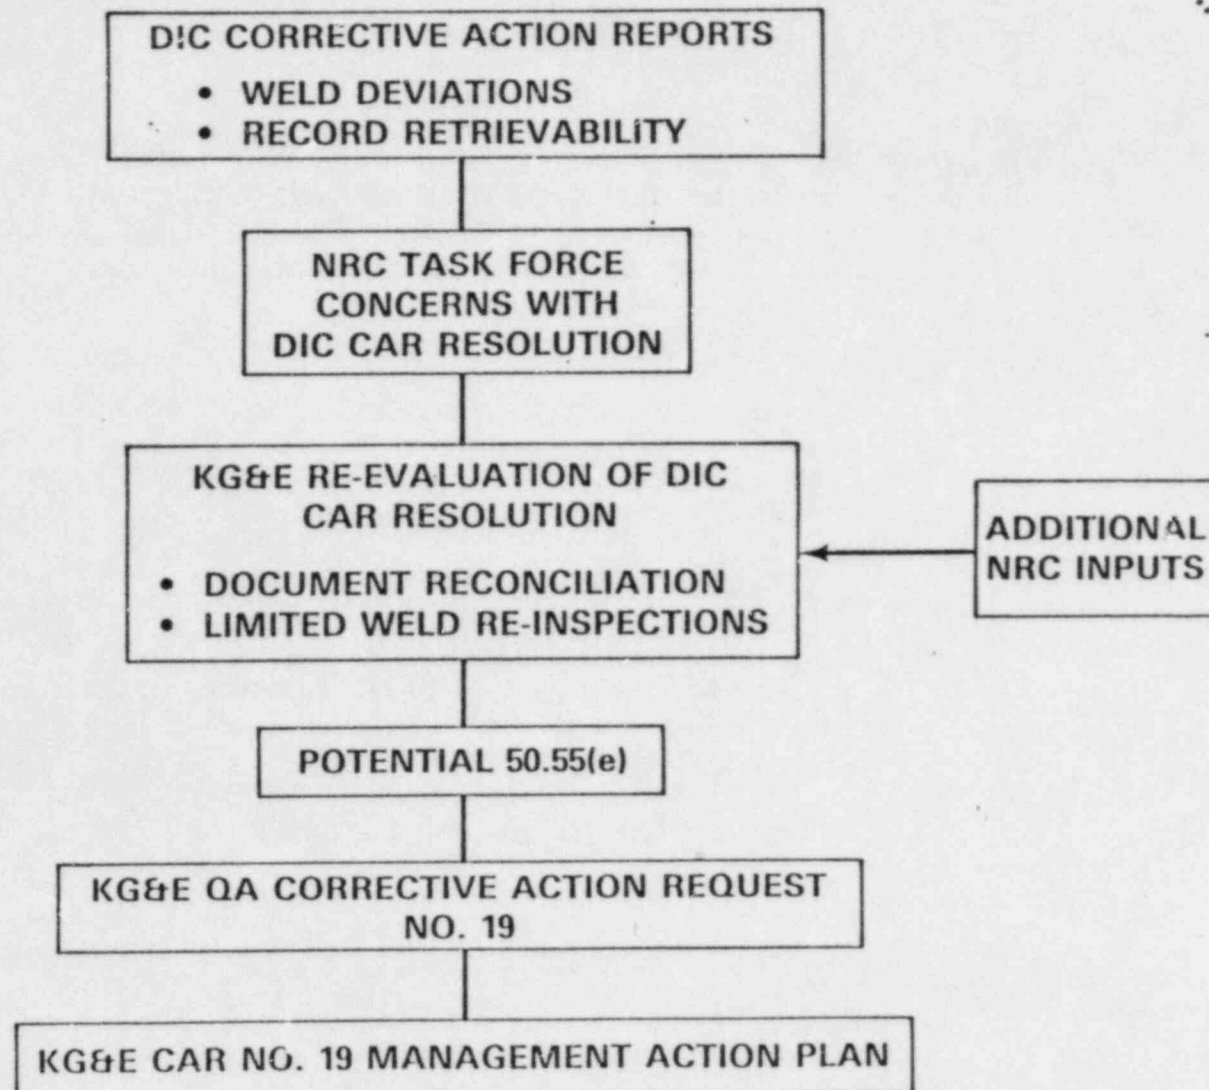 D!C CORRECTIVE ACTION REPORTS
• WELD DEVIATIONS
• RECORD RETRIEVABILITY
NRC TASK FORCE
CONCERNS WITH
DIC CAR RESOLUTION
KG&E RE-EVALUATION OF DIC
CAR RESOLUTION
• DOCUMENT RECONCILIATION
• LIMITED WELD RE-INSPECTIONS
ADDITIONAL
NRC INPUTS
POTENTIAL 50.55(e)
KG&E QA CORRECTIVE ACTION REQUEST
NO. 19
KG&E CAR NO. 19 MANAGEMENT ACTION PLAN